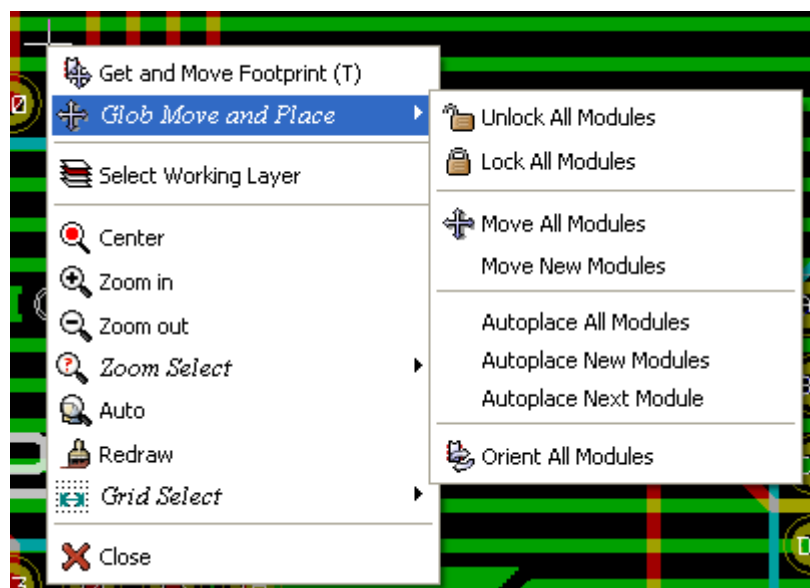 Get and Move Footprint (T)
Glob Move and Place
Select Working Layer
Center
Zoom in
Zoom out
Zoom Select
Auto
Redraw
Grid Select
Close
Unlock All Modules
Lock All Modules
Move All Modules
Move New Modules
Autoplace All Modules
Autoplace New Modules
Autoplace Next Module
Orient All Modules